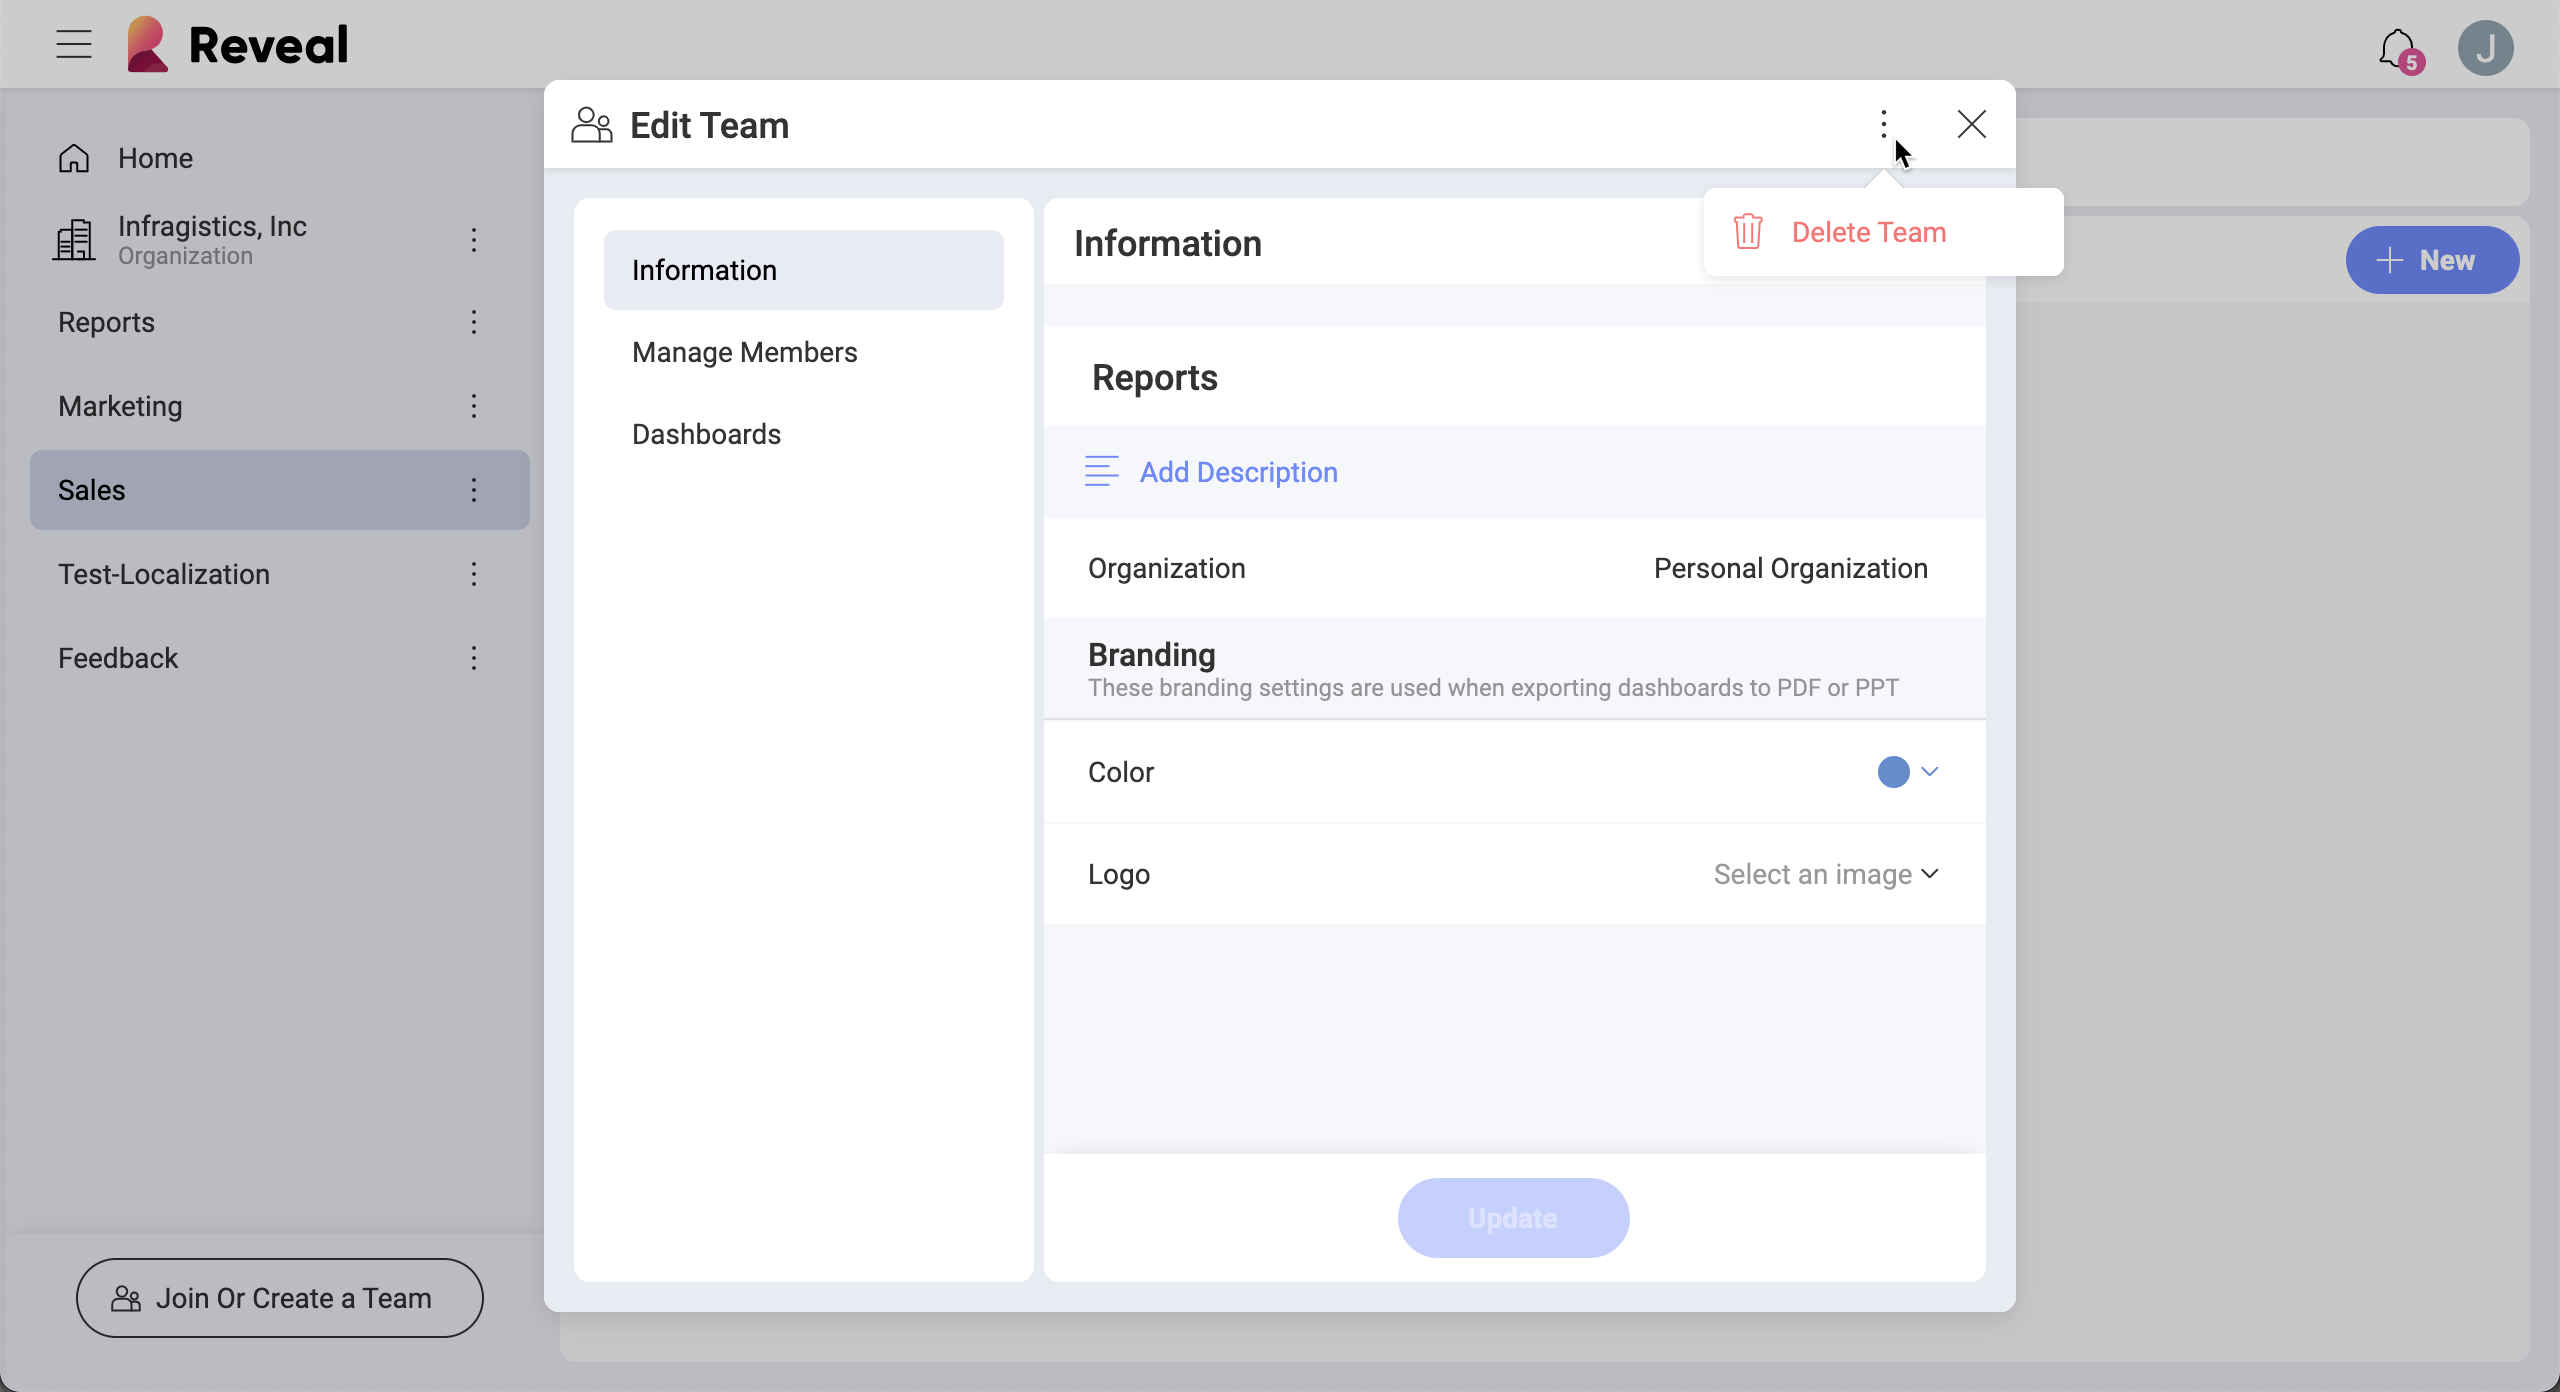 Reveal
5
J
Edit Team
Home
Infragistics, Inc
Organization
Reports
Marketing
Sales
Test-Localization
Feedback
Join Or Create a Team
Information
Manage Members
Dashboards
Information
Delete Team
New
Reports
Add Description
Organization
Personal Organization
Branding
These branding settings are used when exporting dashboards to PDF or PPT
Color
Logo
Select an image
Update